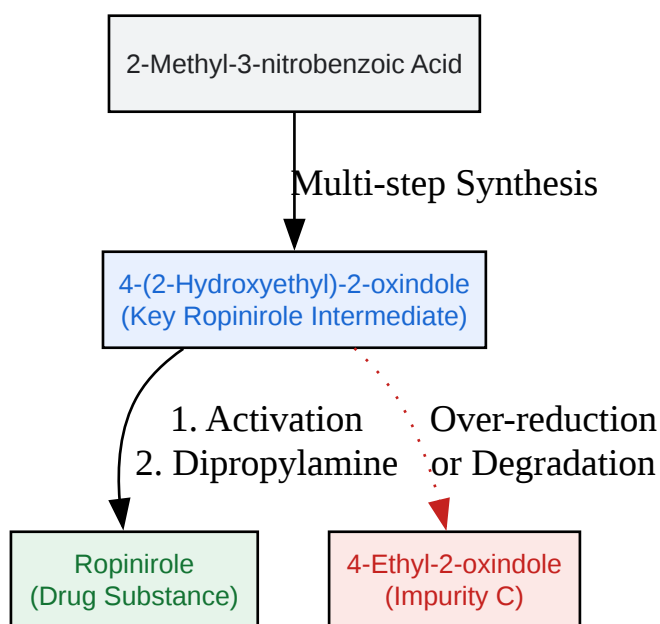 2-Methyl-3-nitrobenzoic Acid
Multi-step Synthesis
4-(2-Hydroxyethyl)-2-oxindole
(Key Ropinirole Intermediate)
1. Activation
2. Dipropylamine
Over-reduction
or Degradation
Ropinirole
(Drug Substance)
4-Ethyl-2-oxindole
(Impurity C)